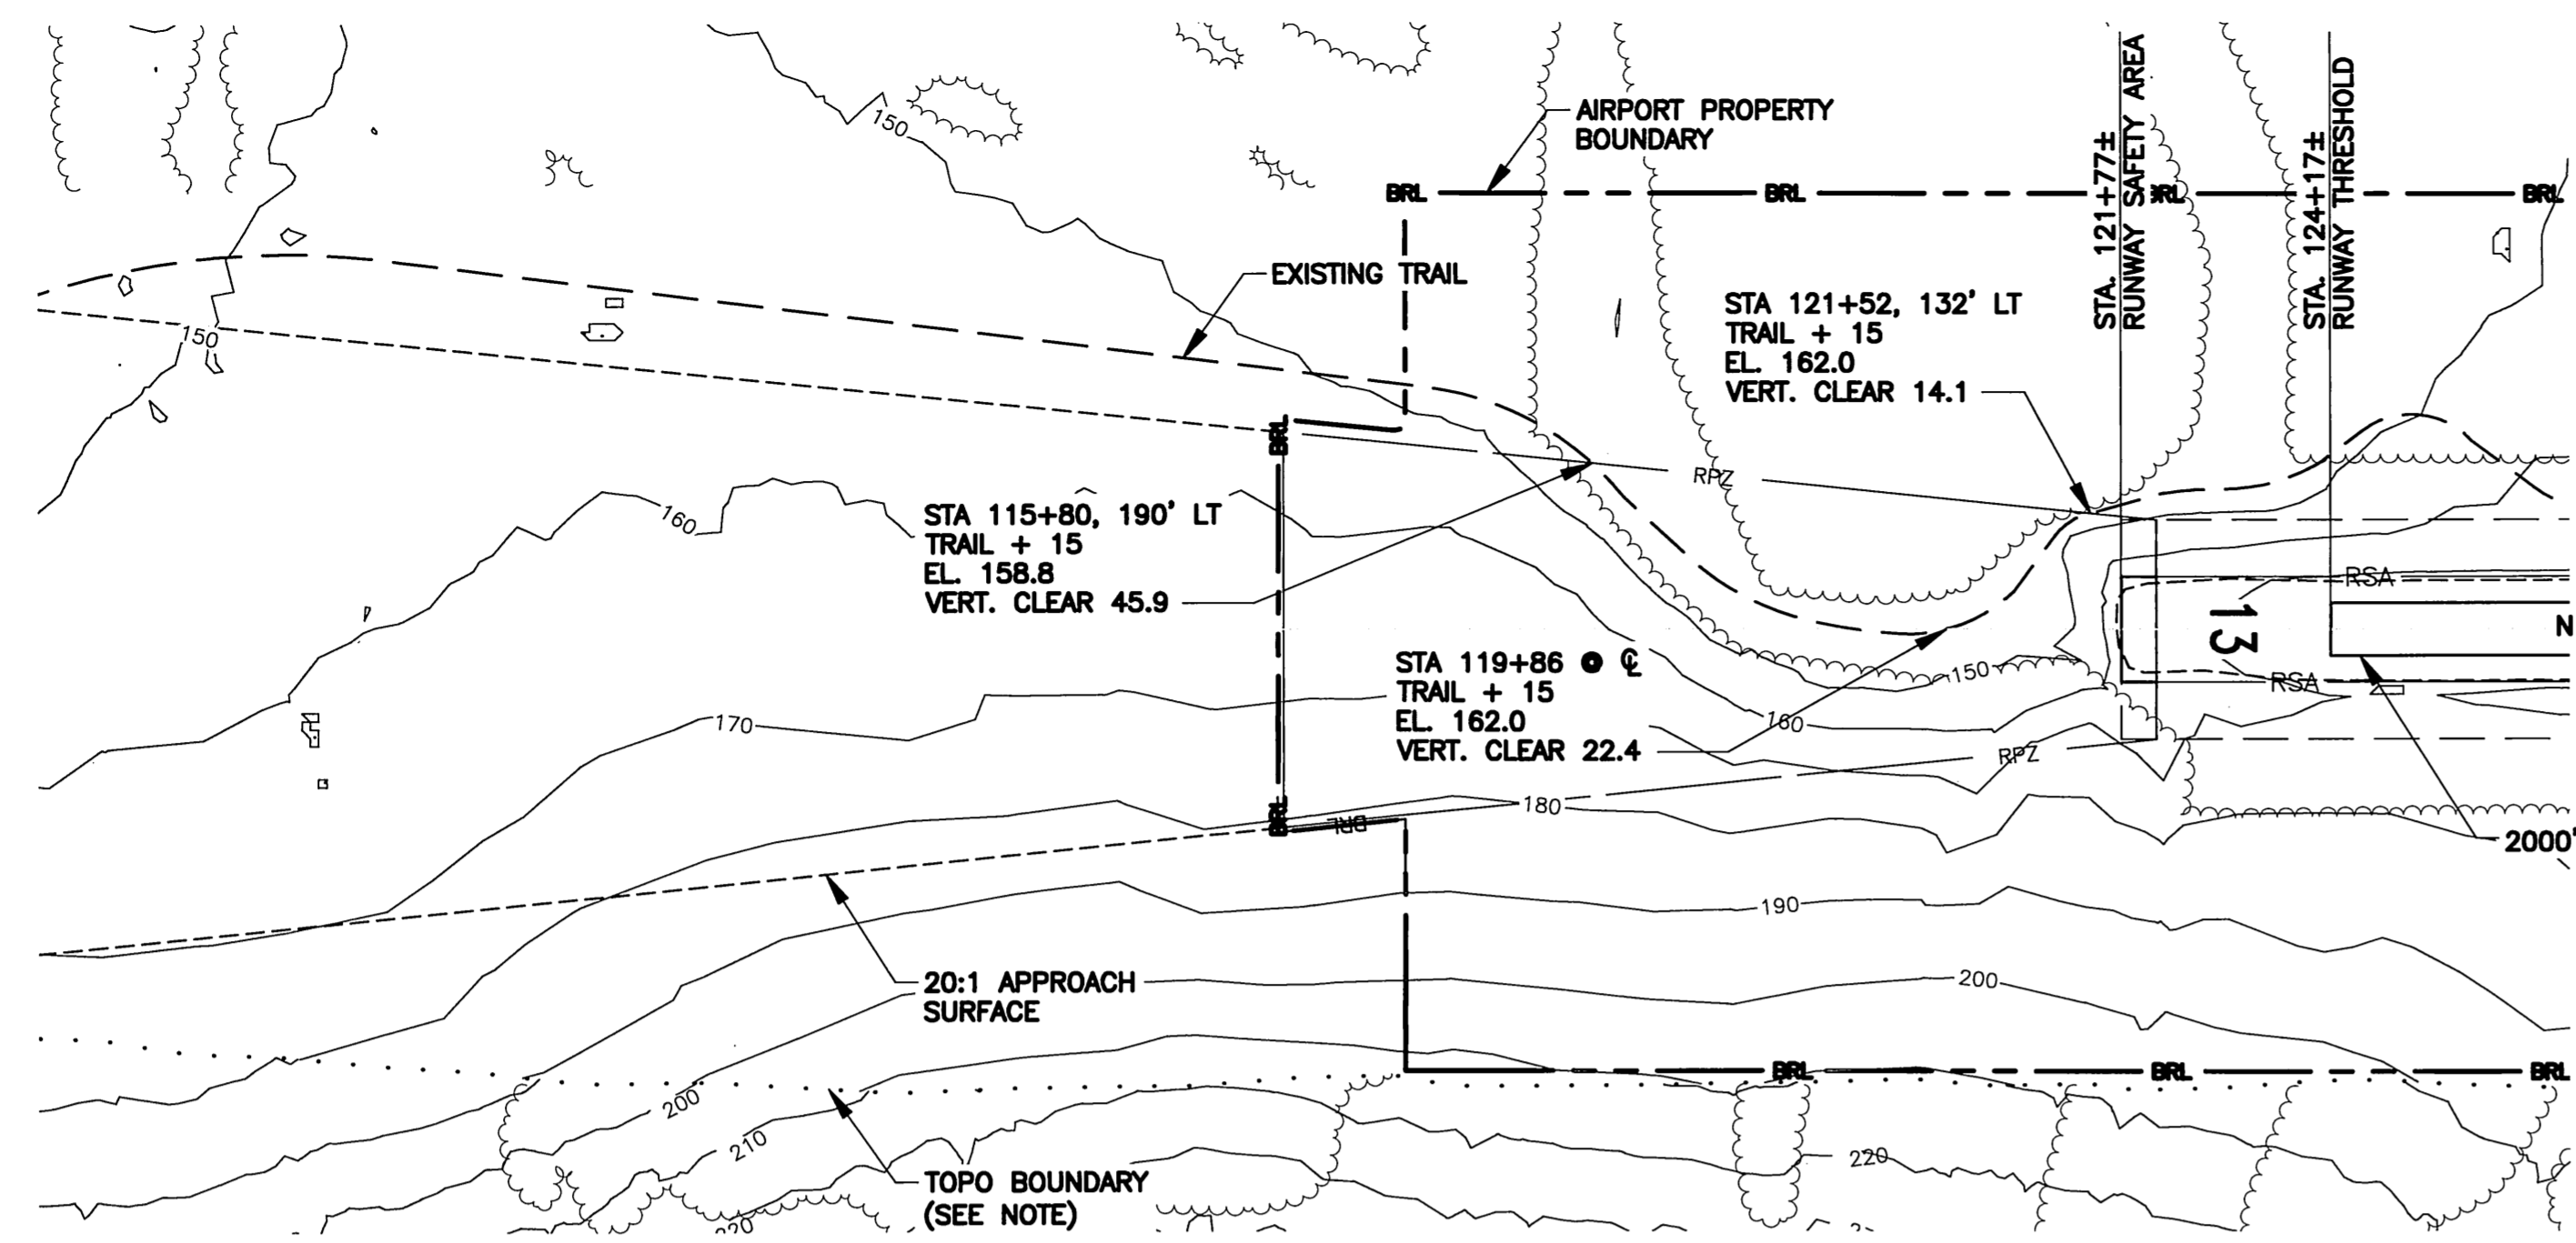 150
AIRPORT PROPERTY
BOUNDARY
BRL
BRL
BRL
BRL
STA. 121+77±
RUNWAY SAFETY AREA
STA. 124+17±
RUNWAY THRESHOLD
EXISTING TRAIL
STA 121+52, 132' LT
TRAIL + 15
EL. 162.0
VERT. CLEAR 14.1
150
BRL
RPZ
160
STA 115+80, 190' LT
TRAIL + 15
EL. 158.8
VERT. CLEAR 45.9
RSA
13
N
STA 119+86 @ ℄
TRAIL + 15
EL. 162.0
VERT. CLEAR 22.4
150
RSA
160
170
RPZ
180
BRL
BRL
2000'
190
20:1 APPROACH
SURFACE
200
BRL
BRL
BRL
200
210
220
TOPO BOUNDARY
(SEE NOTE)
220